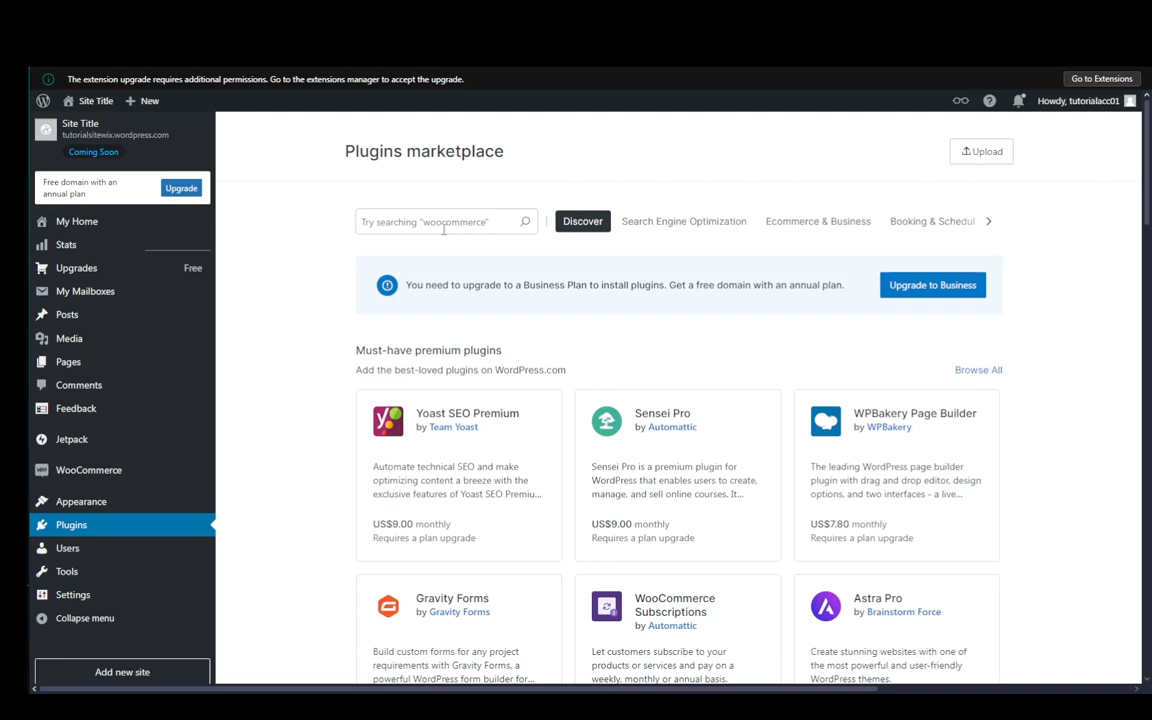 The extension upgrade requires additional permissions. Go to the extensions manager to accept the upgrade.
Go to Extensions
Site Title
New
Howdy, tutorialacc01
Site Title
tutorialsitewix.wordpress.com
Coming Soon
Free domain with an
annual plan
Upgrade
My Home
Stats
Upgrades
Free
My Mailboxes
Posts
Media
Pages
Comments
Feedback
Jetpack
WooCommerce
Appearance
Plugins
Users
Tools
Settings
Collapse menu
Add new site
Plugins marketplace
Upload
Try searching "woocommerce"
Discover
Search Engine Optimization
Ecommerce & Business
Booking & Schedul
You need to upgrade to a Business Plan to install plugins. Get a free domain with an annual plan.
Upgrade to Business
Must-have premium plugins
Add the best-loved plugins on WordPress.com
Browse All
Yoast SEO Premium
by Team Yoast
Automate technical SEO and make
optimizing content a breeze with the
exclusive features of Yoast SEO Premiu...
US$9.00 monthly
Requires a plan upgrade
Sensei Pro
by Automattic
Sensei Pro is a premium plugin for
WordPress that enables users to create,
manage, and sell online courses. It...
US$9.00 monthly
Requires a plan upgrade
WPBakery Page Builder
by WPBakery
The leading WordPress page builder
plugin with drag and drop editor, design
options, and two interfaces - a live...
US$7.80 monthly
Requires a plan upgrade
Gravity Forms
by Gravity Forms
Build custom forms for any project
requirements with Gravity Forms, a
powerful WordPress form builder for...
WooCommerce
Subscriptions
by Automattic
Let customers subscribe to your
products or services and pay on a
weekly, monthly or annual basis.
Astra Pro
by Brainstorm Force
Create stunning websites with one of
the most powerful and user-friendly
WordPress themes.